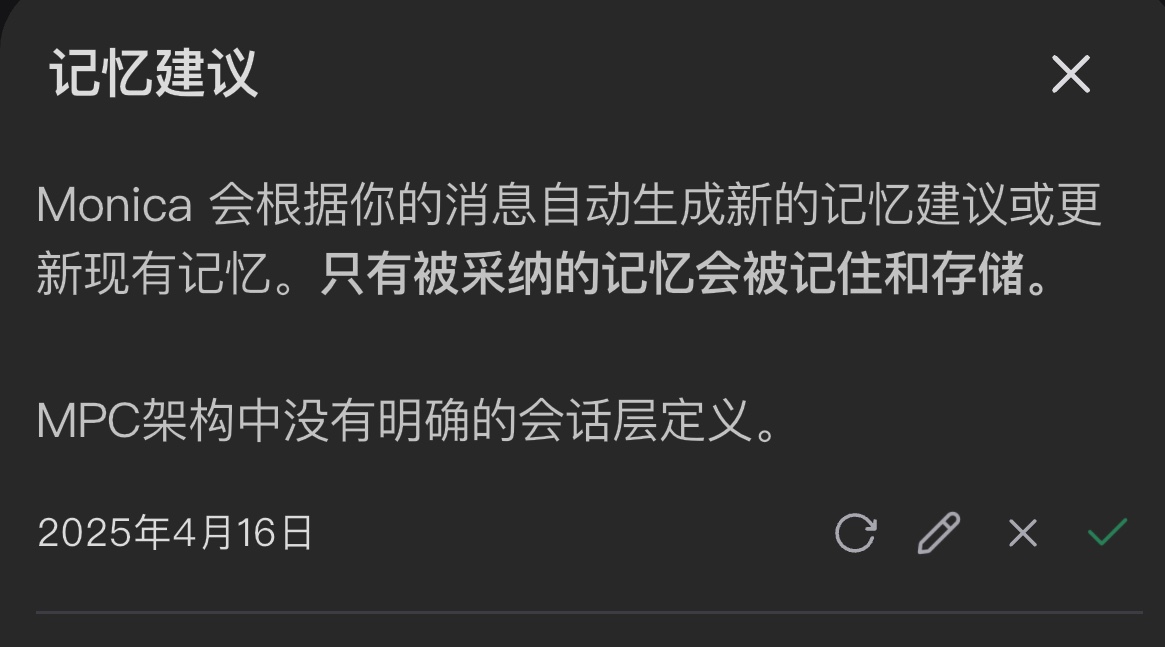 记忆建议
Monica 会根据你的消息自动生成新的记忆建议或更
新现有记忆。只有被采纳的记忆会被记住和存储。
MPC架构中没有明确的会话层定义。
2025年4月16日